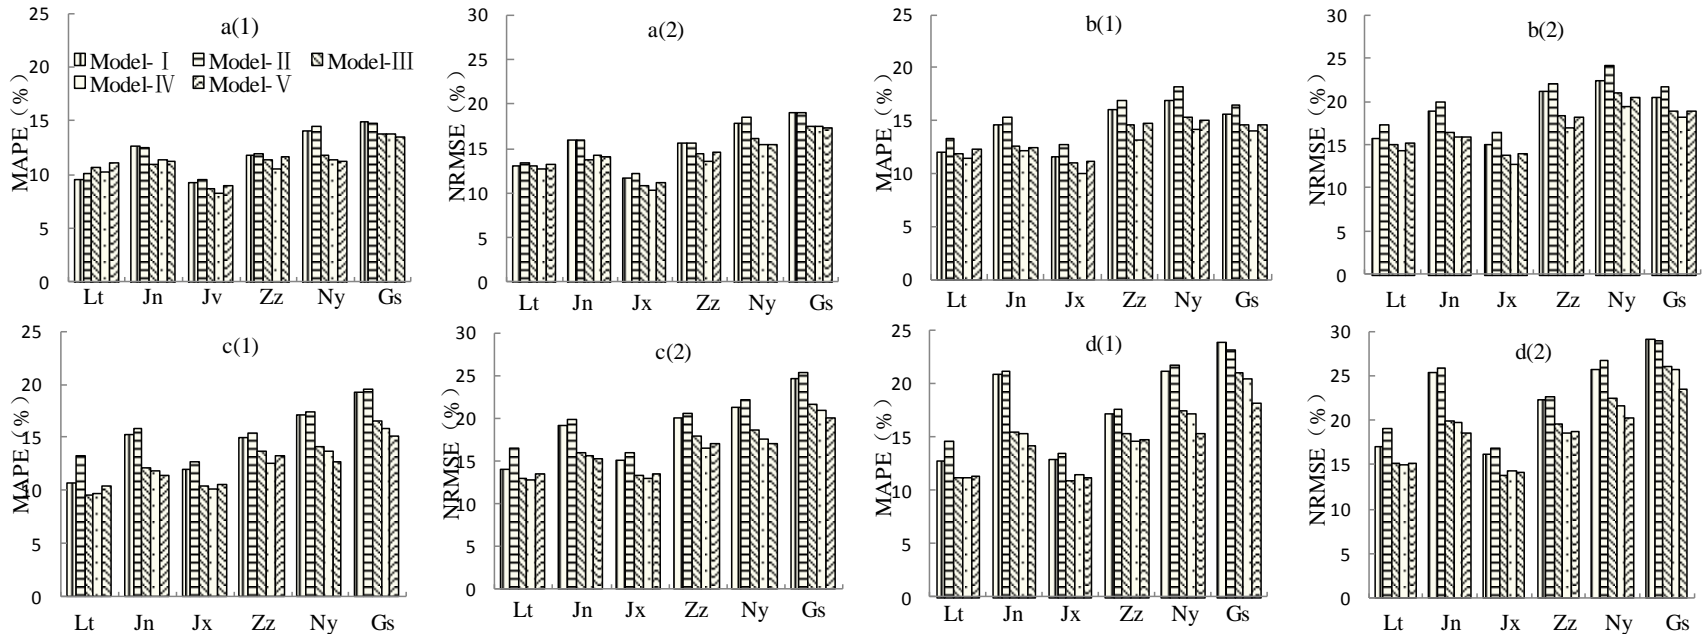 a(1)
MAPE（%）
25
20
15
10
5
0
Model-Ⅰ Model-Ⅱ Model-Ⅲ
Model-Ⅳ Model-Ⅴ
Lt Jn Jv Zz Ny Gs
a(2)
NRMSE（%）
30
25
20
15
10
5
0
Lt Jn Jx Zz Ny Gs
b(1)
MAPE（%）
25
20
15
10
5
0
Lt Jn Jx Zz Ny Gs
b(2)
NRMSE（%）
30
25
20
15
10
5
0
Lt Jn Jx Zz Ny Gs
c(1)
MAPE（%）
25
20
15
10
5
0
Lt Jn Jx Zz Ny Gs
c(2)
NRMSE（%）
30
25
20
15
10
5
0
Lt Jn Jx Zz Ny Gs
d(1)
MAPE（%）
25
20
15
10
5
0
Lt Jn Jx Zz Ny Gs
d(2)
NRMSE（%）
30
25
20
15
10
5
0
Lt Jn Jx Zz Ny Gs